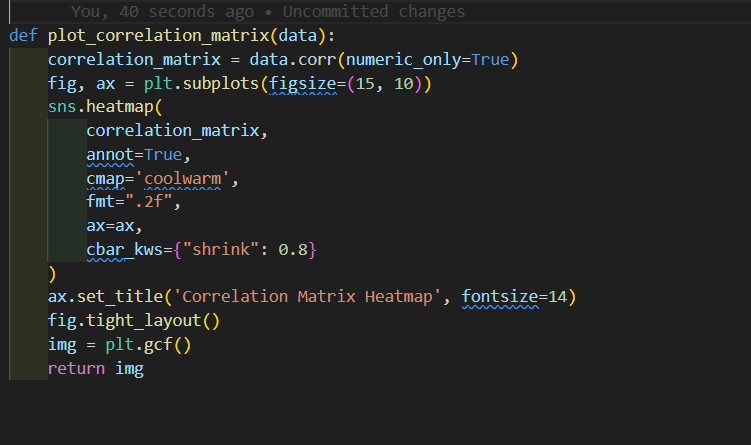 You, 40 seconds ago • Uncommitted changes
def plot_correlation_matrix(data):
    correlation_matrix = data.corr(numeric_only=True)
    fig, ax = plt.subplots(figsize=(15, 10))
    sns.heatmap(
        correlation_matrix,
        annot=True,
        cmap='coolwarm',
        fmt=".2f",
        ax=ax,
        cbar_kws={"shrink": 0.8}
    )
    ax.set_title('Correlation Matrix Heatmap', fontsize=14)
    fig.tight_layout()
    img = plt.gcf()
    return img